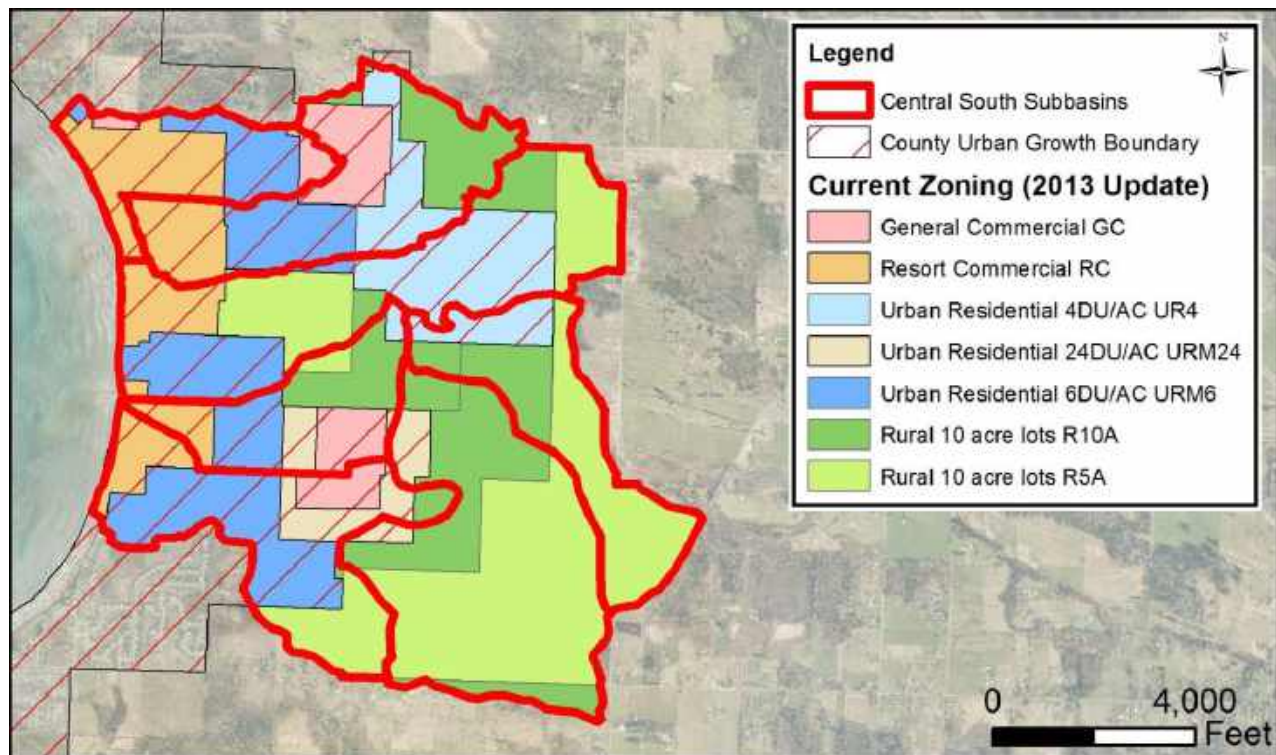 Legend
N
Central South Subbasins
County Urban Growth Boundary
Current Zoning (2013 Update)
General Commercial GC
Resort Commercial RC
Urban Residential 4DU/AC UR4
Urban Residential 24DU/AC URM24
Urban Residential 6DU/AC URM6
Rural 10 acre lots R10A
Rural 10 acre lots R5A
0 4,000
Feet